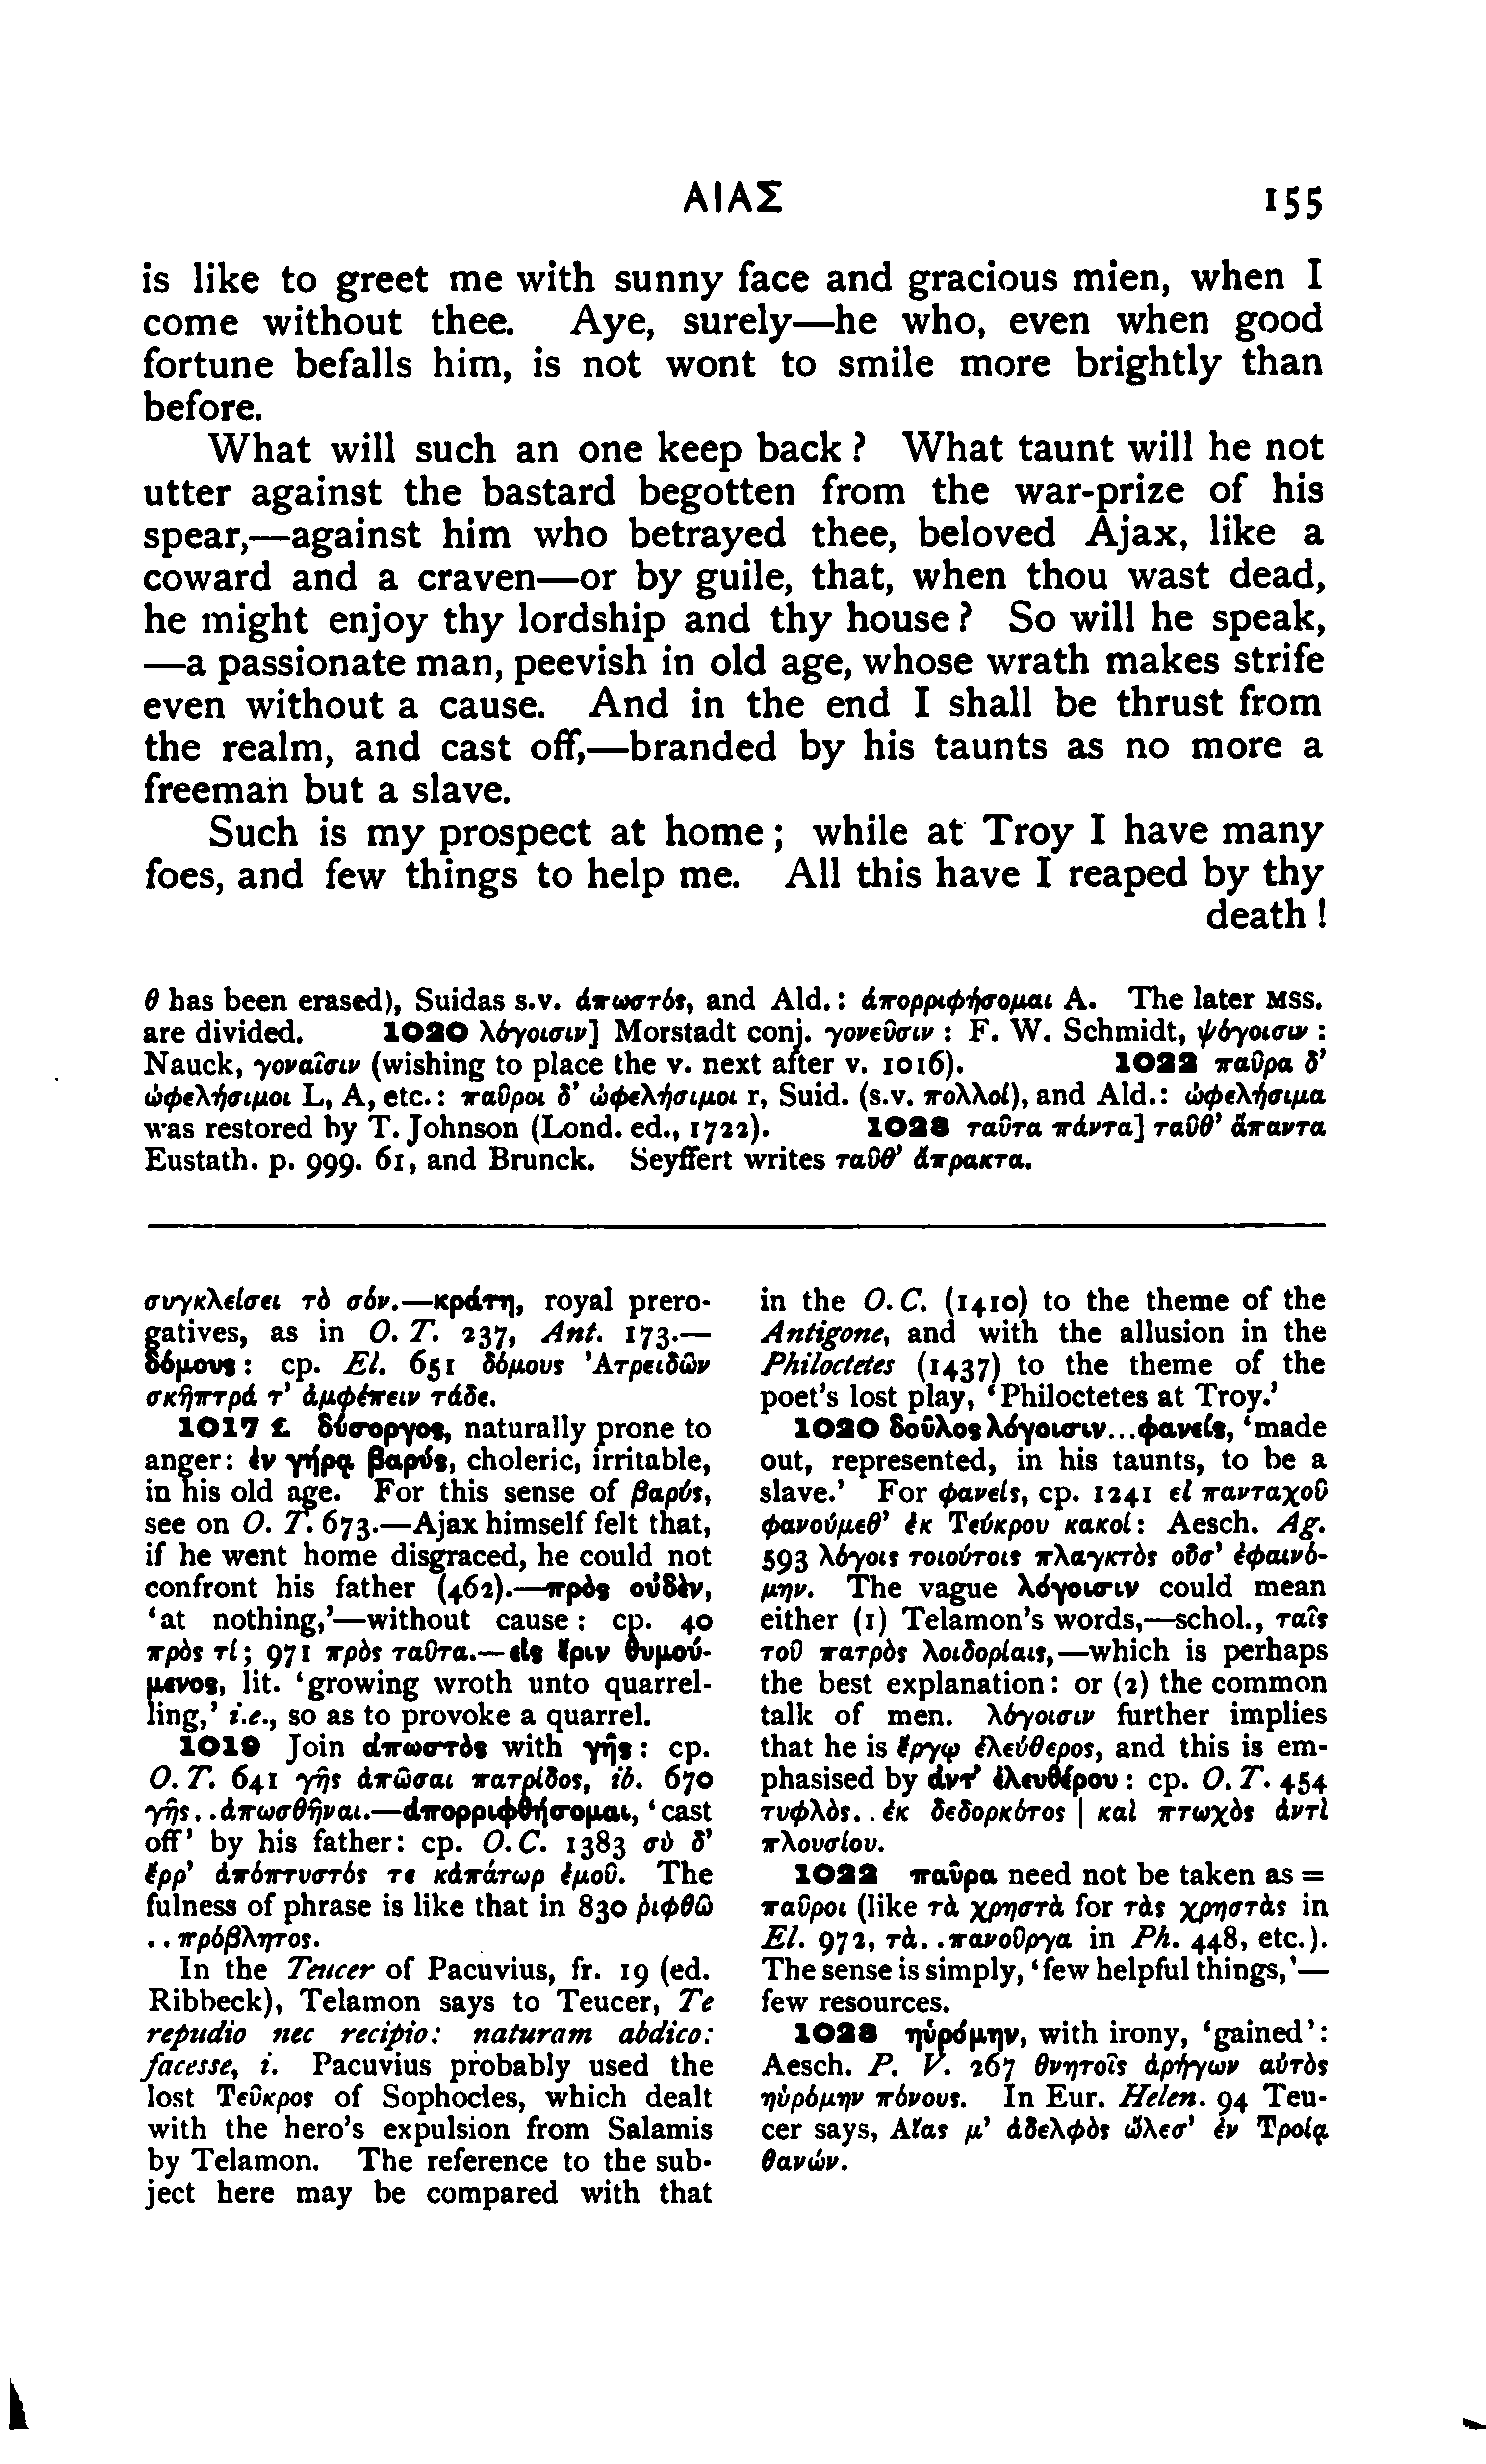 ΑΙΑΣ 155
is like to greet me with sunny face and gracious mien, when I
come without thee. Aye, surely—he who, even when good
fortune befalls him, is not wont to smile more brightly than
before.
What will such an one keep back? What taunt will he not
utter against the bastard begotten from the war-prize of his
spear,—against him who betrayed thee, beloved Ajax, like a
coward and a craven—or by guile, that, when thou wast dead,
he might enjoy thy lordship and thy house? So will he speak,
—a passionate man, peevish in old age, whose wrath makes strife
even without a cause. And in the end I shall be thrust from
the realm, and cast off,—branded by his taunts as no more a
freeman but a slave.
Such is my prospect at home; while at Troy I have many
foes, and few things to help me. All this have I reaped by thy
death!
θ has been erased), Suidas s.v. ἀπωστός, and Ald.: ἀπορριφήσομαι A. The later MSS.
are divided. 1020 λόγοισιν] Morstadt conj. γονεῦσιν: F. W. Schmidt, ψόγοισιν:
Nauck, γοναῖσιν (wishing to place the v. next after v. 1016). 1022 παῦρα δ’
ὠφελήσιμοι L, A, etc.: παῦροι δ’ ὠφελήσιμοι r, Suid. (s.v. πολλοί), and Ald.: ὠφελήσιμα
was restored by T. Johnson (Lond. ed., 1722). 1023 ταῦτα πάντα] ταῦθ’ ἅπαντα
Eustath. p. 999. 61, and Brunck. Seyffert writes ταῦθ’ ἄπρακτα.
συγκλείσει τὸ σόν.—κράτη, royal prero-
gatives, as in O. T. 237, Ant. 173.—
δόμους: cp. El. 651 δόμους Ἀτρειδῶν
σκῆπτρά τ’ ἀμφέπειν τάδε.
1017 f. δύσοργος, naturally prone to
anger: ἐν γήρᾳ βαρύς, choleric, irritable,
in his old age. For this sense of βαρύς,
see on O. T. 673.—Ajax himself felt that,
if he went home disgraced, he could not
confront his father (462).—πρὸς οὐδὲν,
‘at nothing,’—without cause: cp. 40
πρὸς τί; 971 πρὸς ταῦτα.—εἰς ἔριν θυμού-
μενος, lit. ‘growing wroth unto quarrel-
ling,’ i.e., so as to provoke a quarrel.
1019 Join ἀπωστὸς with γῆς: cp.
O. T. 641 γῆς ἀπῶσαι πατρίδος, ib. 670
γῆς..ἀπωσθῆναι.—ἀπορριφθήσομαι, ‘cast
off’ by his father: cp. O. C. 1383 σὺ δ’
ἔρρ’ ἀπόπτυστός τε κἀπάτωρ ἐμοῦ. The
fulness of phrase is like that in 830 ῥιφθῶ
..πρόβλητος.
In the Teucer of Pacuvius, fr. 19 (ed.
Ribbeck), Telamon says to Teucer, Te
repudio nec recipio: naturam abdico:
facesse, i. Pacuvius probably used the
lost Τεῦκρος of Sophocles, which dealt
with the hero’s expulsion from Salamis
by Telamon. The reference to the sub-
ject here may be compared with that
in the O. C. (1410) to the theme of the
Antigone, and with the allusion in the
Philoctetes (1437) to the theme of the
poet’s lost play, ‘Philoctetes at Troy.’
1020 δοῦλος λόγοισιν...φανείς, ‘made
out, represented, in his taunts, to be a
slave.’ For φανείς, cp. 1241 εἰ πανταχοῦ
φανούμεθ’ ἐκ Τεύκρου κακοί: Aesch. Ag.
593 λόγοις τοιούτοις πλαγκτὸς οὖσ’ ἐφαινό-
μην. The vague λόγοισιν could mean
either (1) Telamon’s words,—schol., ταῖς
τοῦ πατρὸς λοιδορίαις,—which is perhaps
the best explanation: or (2) the common
talk of men. λόγοισιν further implies
that he is ἔργῳ ἐλεύθερος, and this is em-
phasised by ἀντ’ ἐλευθέρου: cp. O. T. 454
τυφλὸς..ἐκ δεδορκότος | καὶ πτωχὸς ἀντὶ
πλουσίου.
1022 παῦρα need not be taken as =
παῦροι (like τὰ χρηστὰ for τὰς χρηστὰς in
El. 972, τὰ..πανοῦργα in Ph. 448, etc.).
The sense is simply, ‘few helpful things,’—
few resources.
1023 ηὑρόμην, with irony, ‘gained’:
Aesch. P. V. 267 θνητοῖς ἀρήγων αὐτὸς
ηὑρόμην πόνους. In Eur. Helen. 94 Teu-
cer says, Αἴας μ’ ἀδελφὸς ὤλεσ’ ἐν Τροίᾳ
θανών.